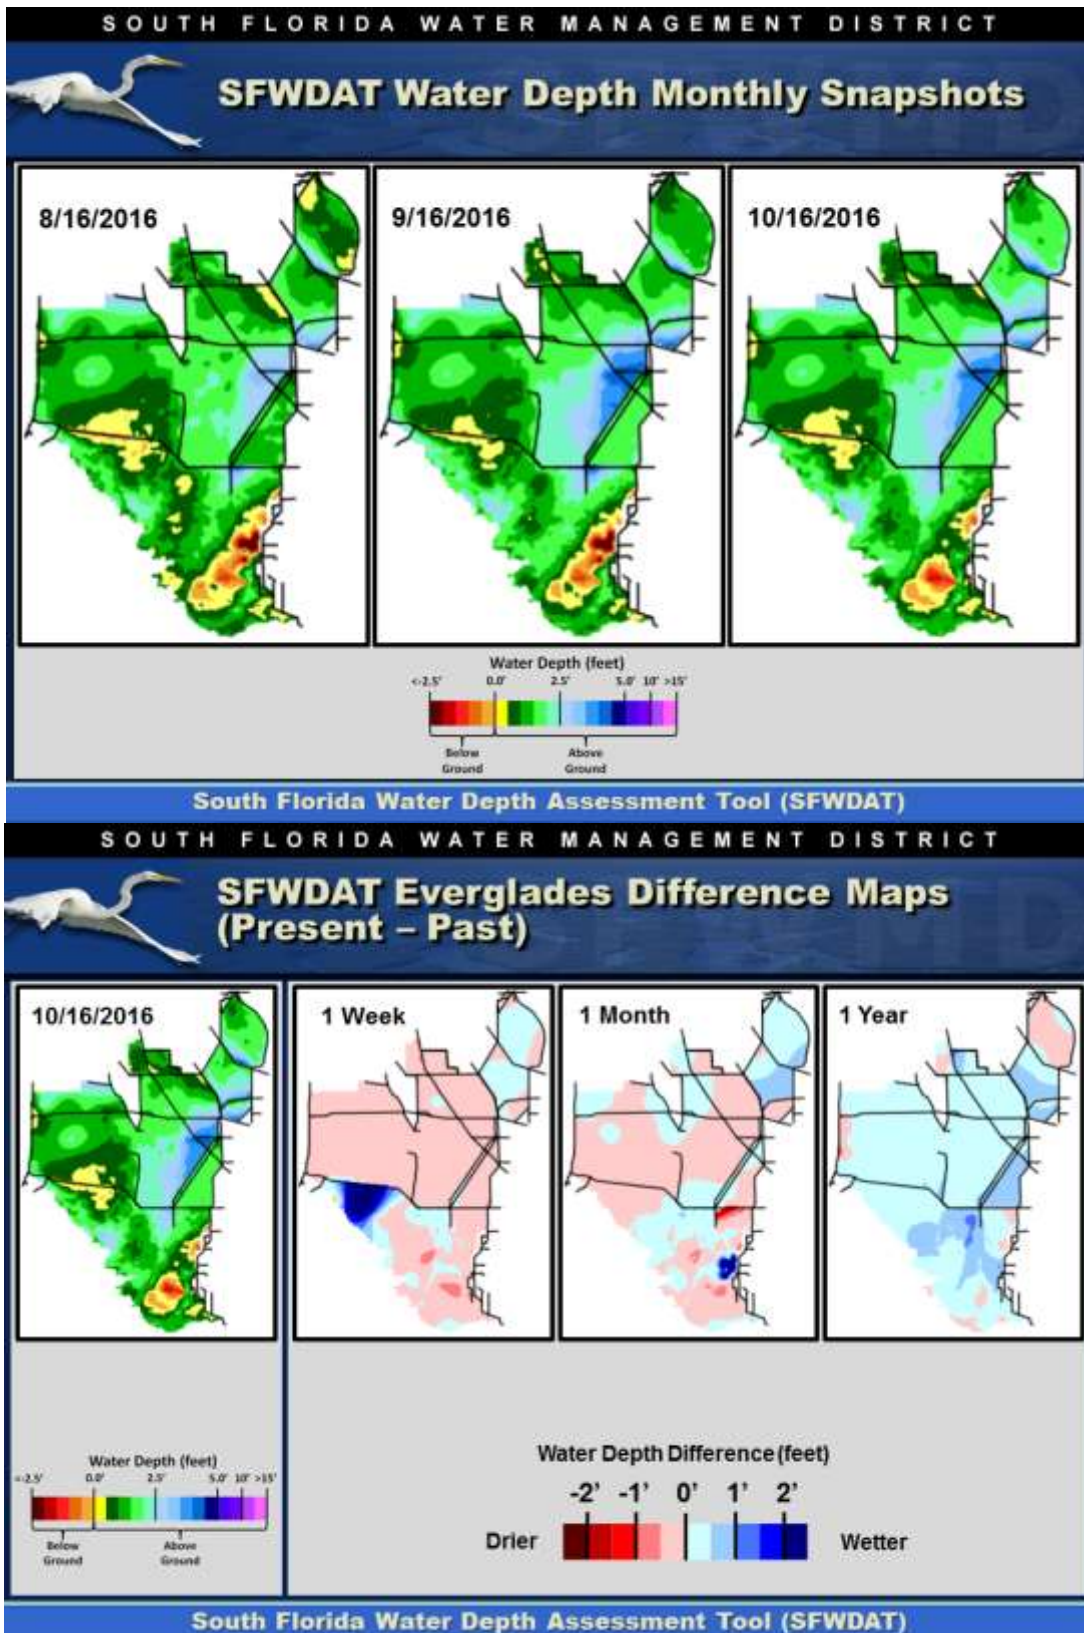 SOUTH FLORIDA WATER MANAGEMENT DISTRICT
SFWDAT Water Depth Monthly Snapshots
8/16/2016
9/16/2016
10/16/2016
Water Depth (feet)
<-2.5' 0.0' 2.5' 5.0' 10' >15'
Below Ground
Above Ground
South Florida Water Depth Assessment Tool (SFWDAT)
SOUTH FLORIDA WATER MANAGEMENT DISTRICT
SFWDAT Everglades Difference Maps
(Present – Past)
10/16/2016
1 Week
1 Month
1 Year
Water Depth (feet)
<-2.5' 0.0' 2.5' 5.0' 10' >15'
Below Ground
Above Ground
Water Depth Difference (feet)
-2' -1' 0' 1' 2'
Drier
Wetter
South Florida Water Depth Assessment Tool (SFWDAT)